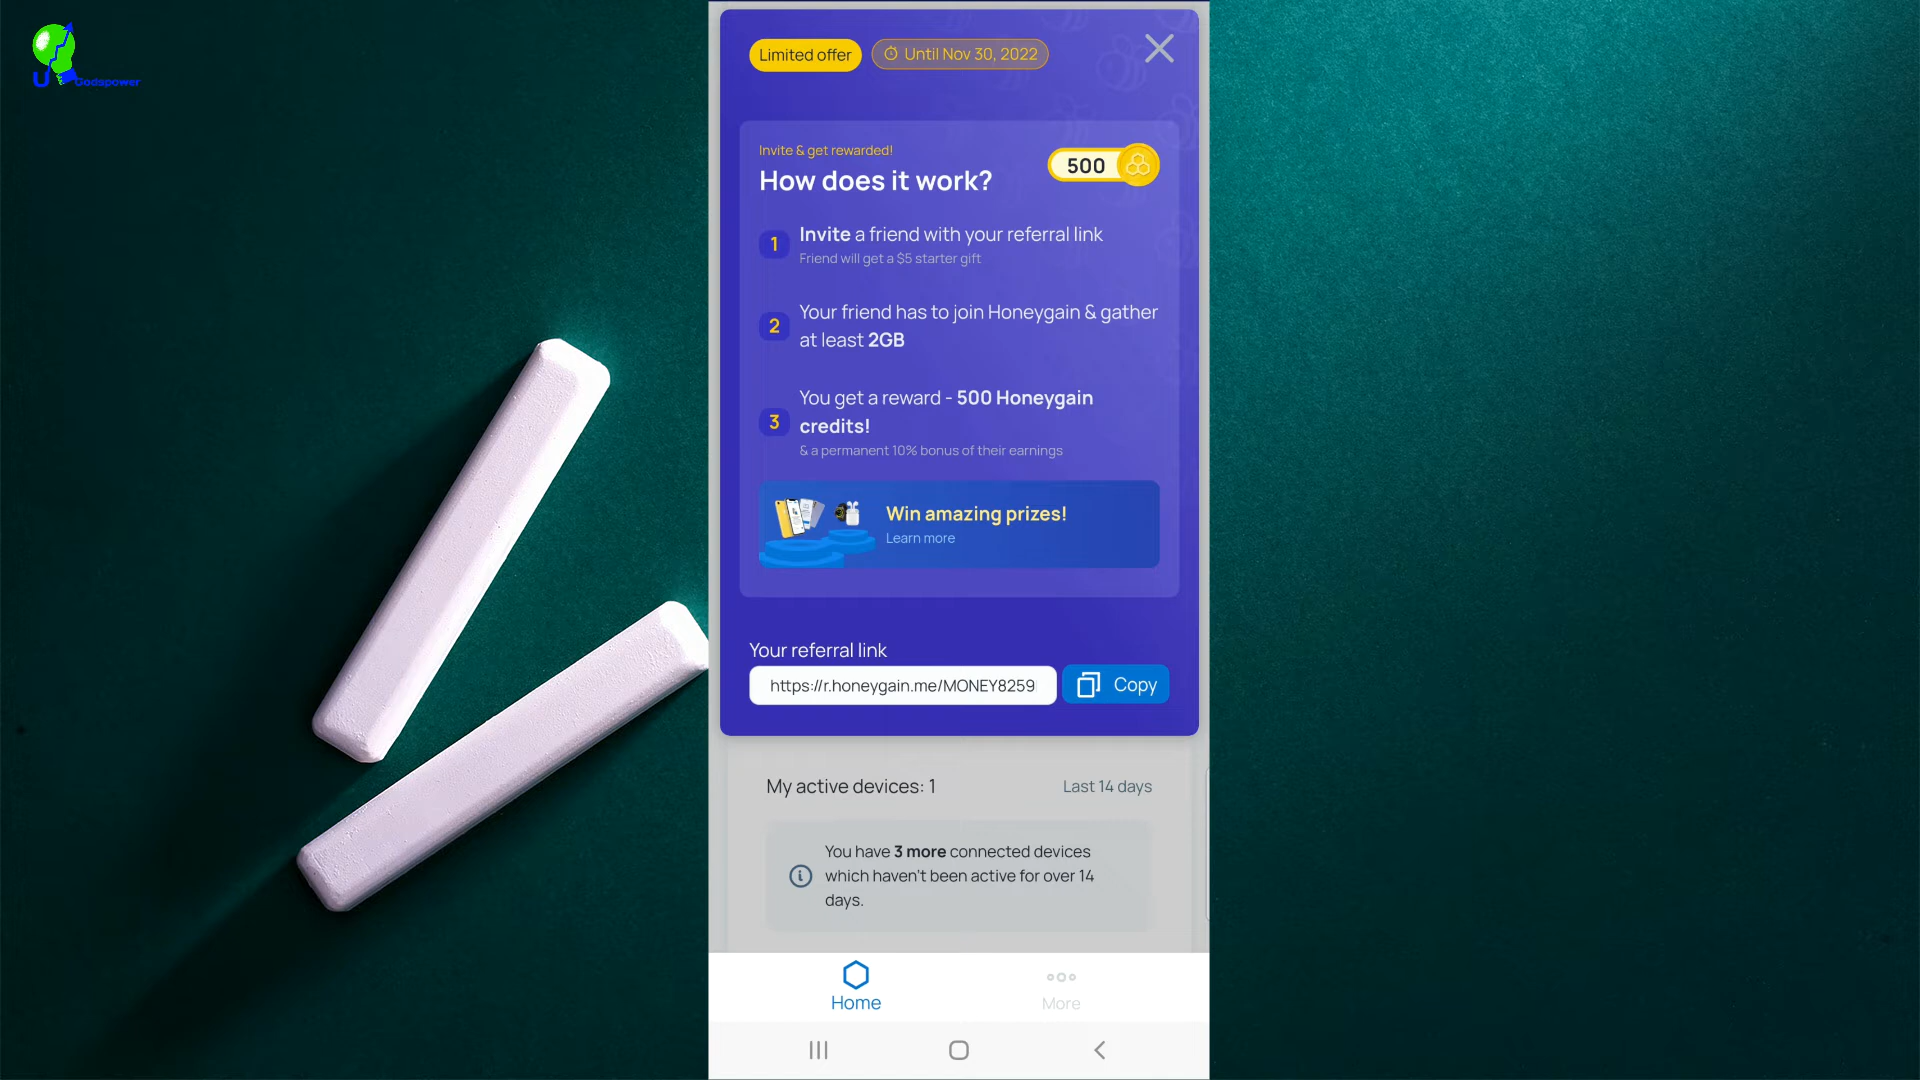 U
Godspower
Limited offer
Until Nov 30, 2022
Invite & get rewarded!
How does it work?
500
1
Invite a friend with your referral link
Friend will get a $5 starter gift
2
Your friend has to join Honeygain & gather
at least 2GB
3
You get a reward - 500 Honeygain
credits!
& a permanent 10% bonus of their earnings
Win amazing prizes!
Learn more
Your referral link
https://r.honeygain.me/MONEY8259
Copy
My active devices: 1
Last 14 days
You have 3 more connected devices
which haven't been active for over 14
days.
Home
More